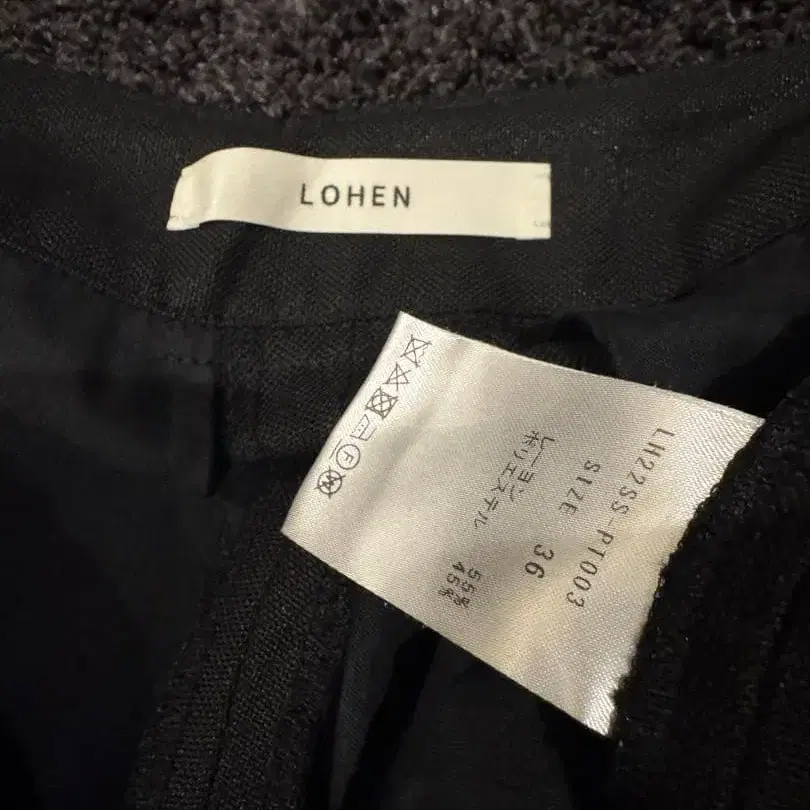 LOHEN
LH22SS-PT003
SIZE 36
レーヨン 55%
ポリエステル 45%
F
W